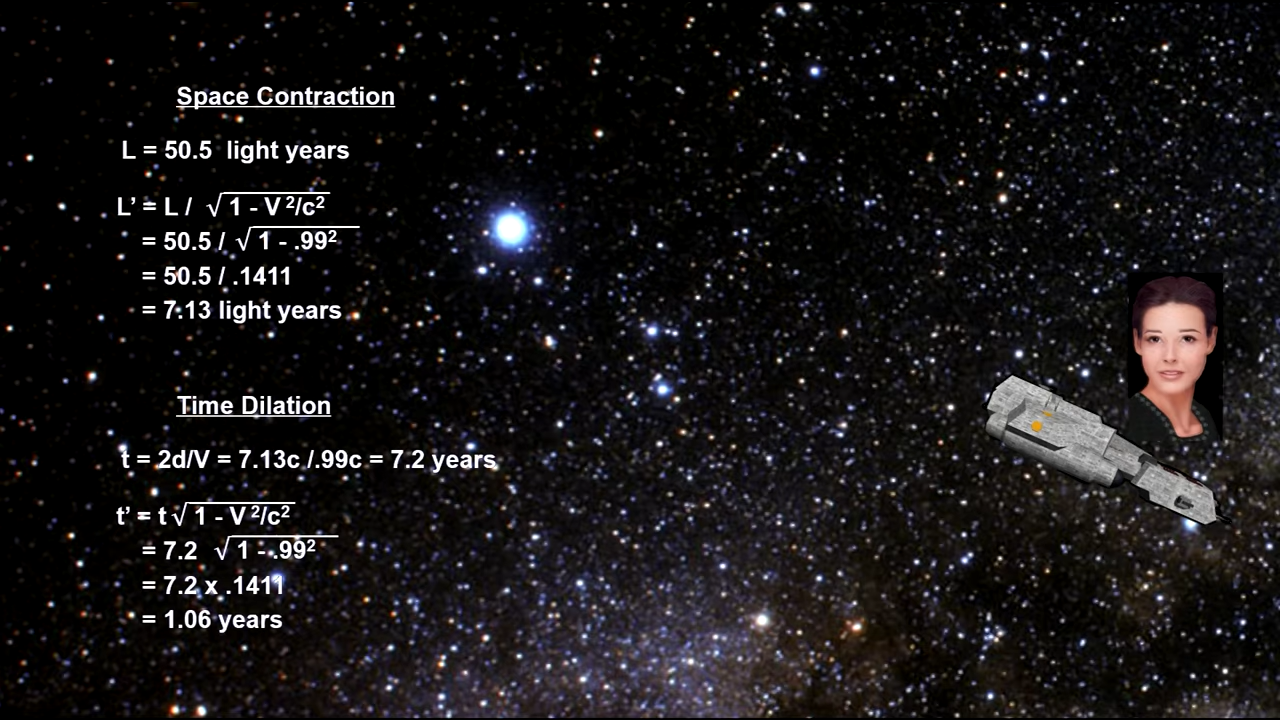 Space Contraction
L = 50.5 light years
L’ = L / √ 1 - V ²/c²
= 50.5 / √ 1 - .99²
= 50.5 / .1411
= 7.13 light years
Time Dilation
t = 2d/V = 7.13c /.99c = 7.2 years
t’ = t √ 1 - V ²/c²
= 7.2 √ 1 - .99²
= 7.2 x .1411
= 1.06 years